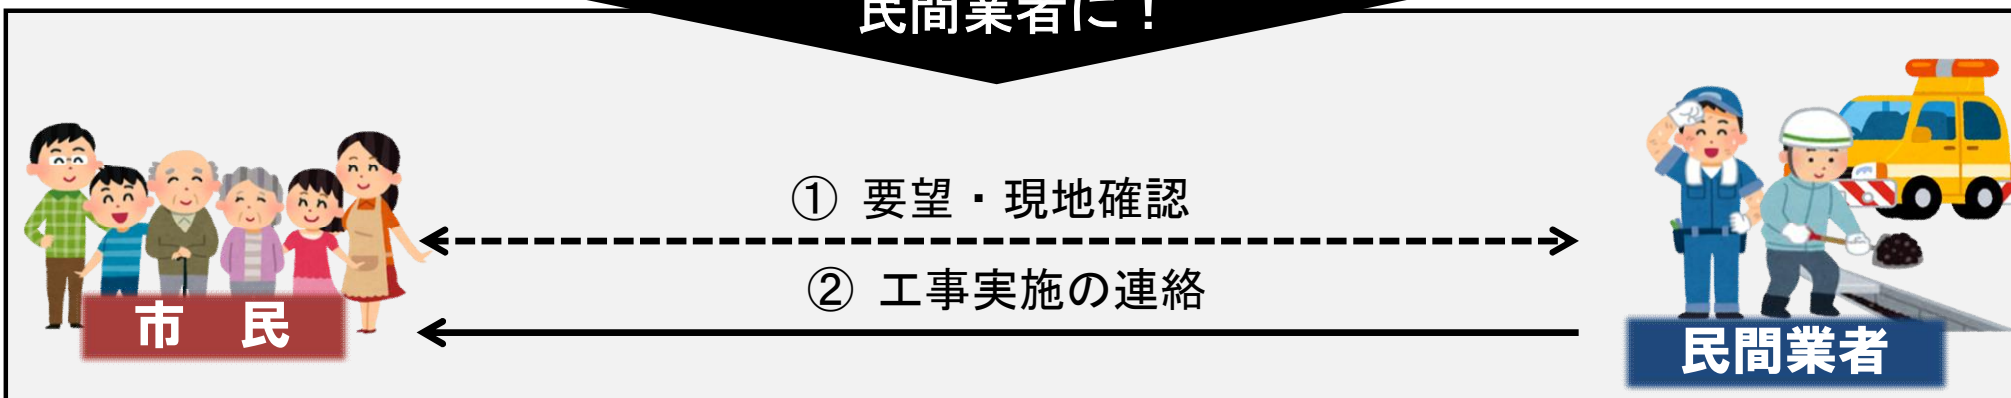 民間業者に！
① 要望・現地確認
② 工事実施の連絡
市　民
民間業者